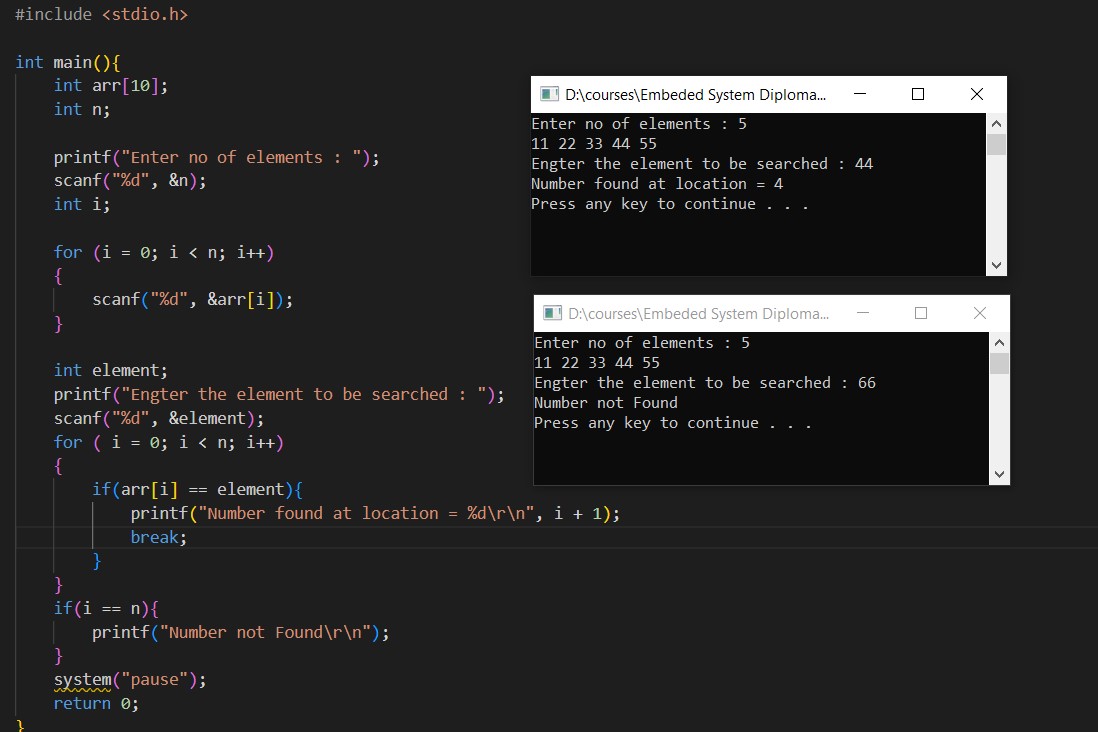 #include <stdio.h>
int main(){
int arr[10];
int n;
printf("Enter no of elements : ");
scanf("%d", &n);
int i;
for (i = 0; i < n; i++)
{
scanf("%d", &arr[i]);
}
int element;
printf("Engter the element to be searched : ");
scanf("%d", &element);
for ( i = 0; i < n; i++)
{
if(arr[i] == element){
printf("Number found at location = %d\r\n", i + 1);
break;
}
}
if(i == n){
printf("Number not Found\r\n");
}
system("pause");
return 0;
}
D:\courses\Embeded System Diploma...
Enter no of elements : 5
11 22 33 44 55
Engter the element to be searched : 44
Number found at location = 4
Press any key to continue . . .
D:\courses\Embeded System Diploma...
Enter no of elements : 5
11 22 33 44 55
Engter the element to be searched : 66
Number not Found
Press any key to continue . . .